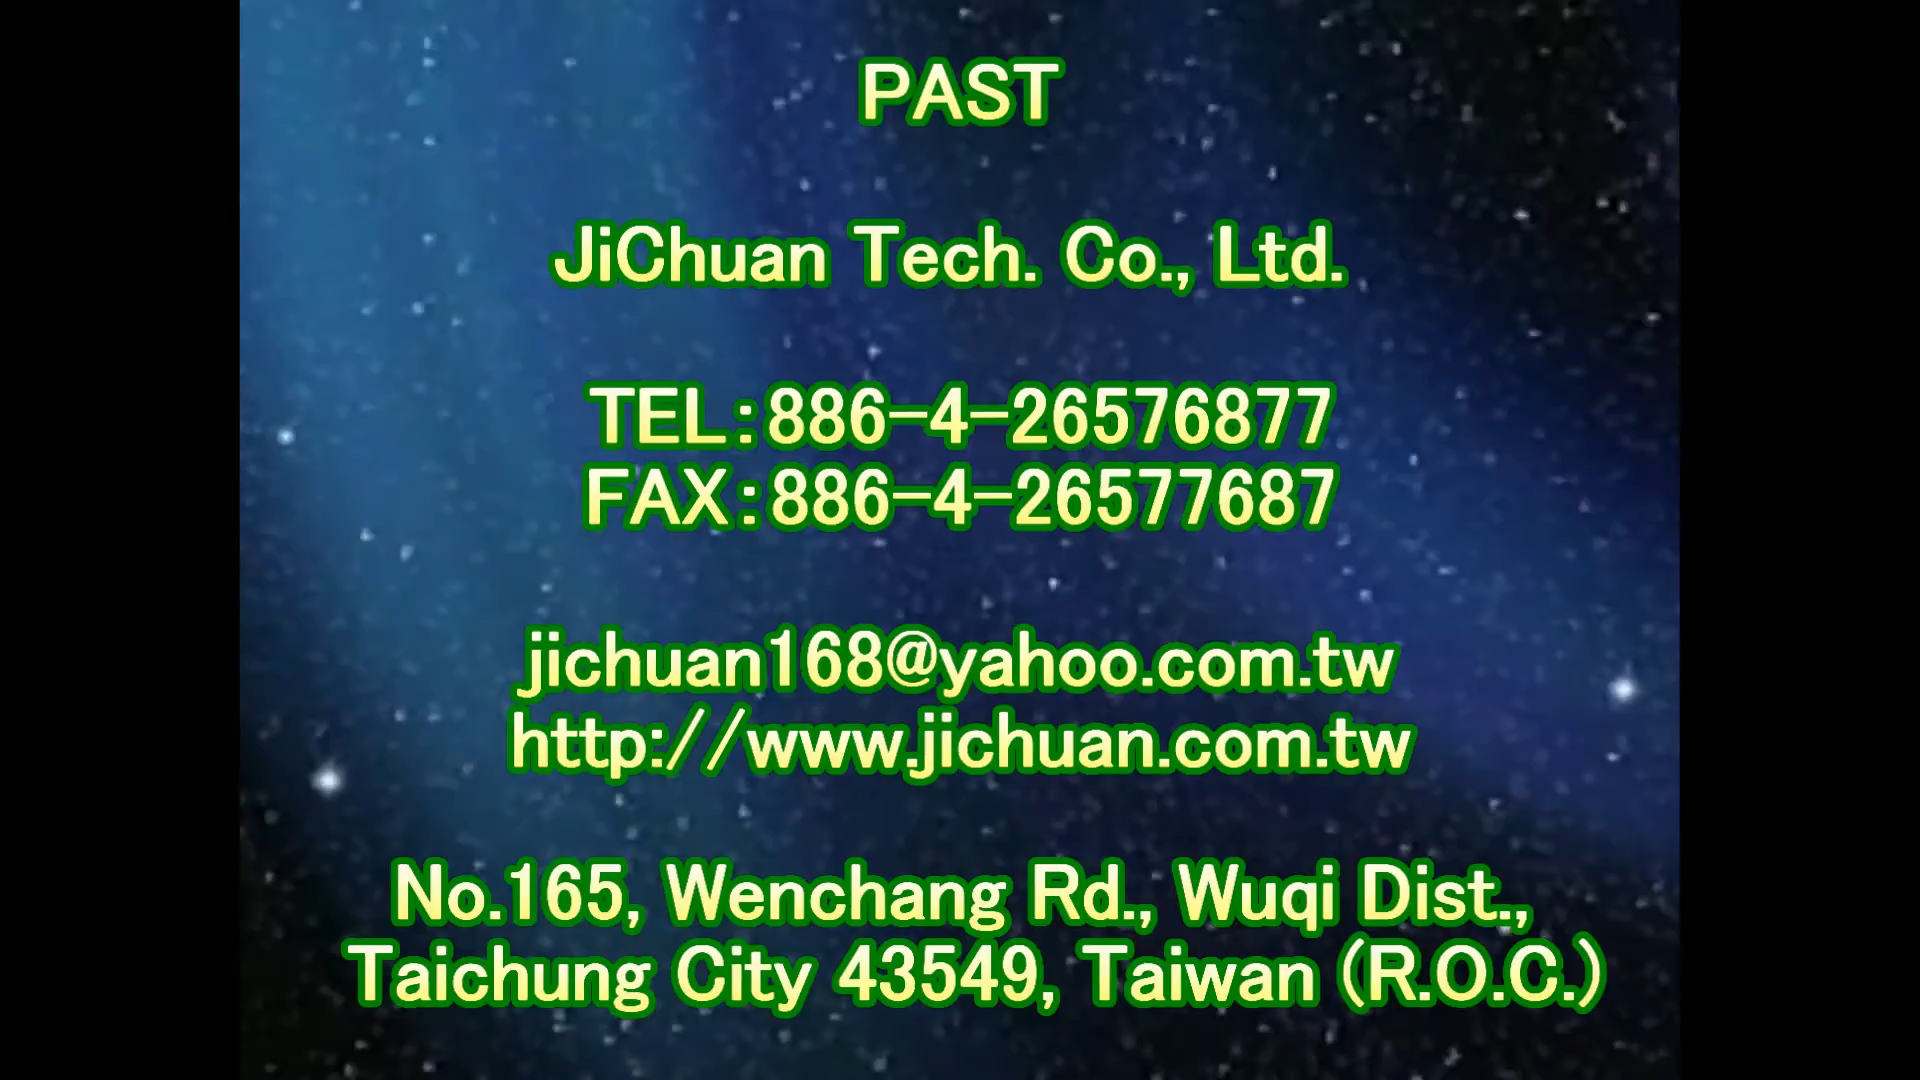 PAST
JiChuan Tech. Co., Ltd.
TEL:886-4-26576877
FAX:886-4-26577687
jichuan168@yahoo.com.tw
http://www.jichuan.com.tw
No.165, Wenchang Rd., Wuqi Dist.,
Taichung City 43549, Taiwan (R.O.C.)